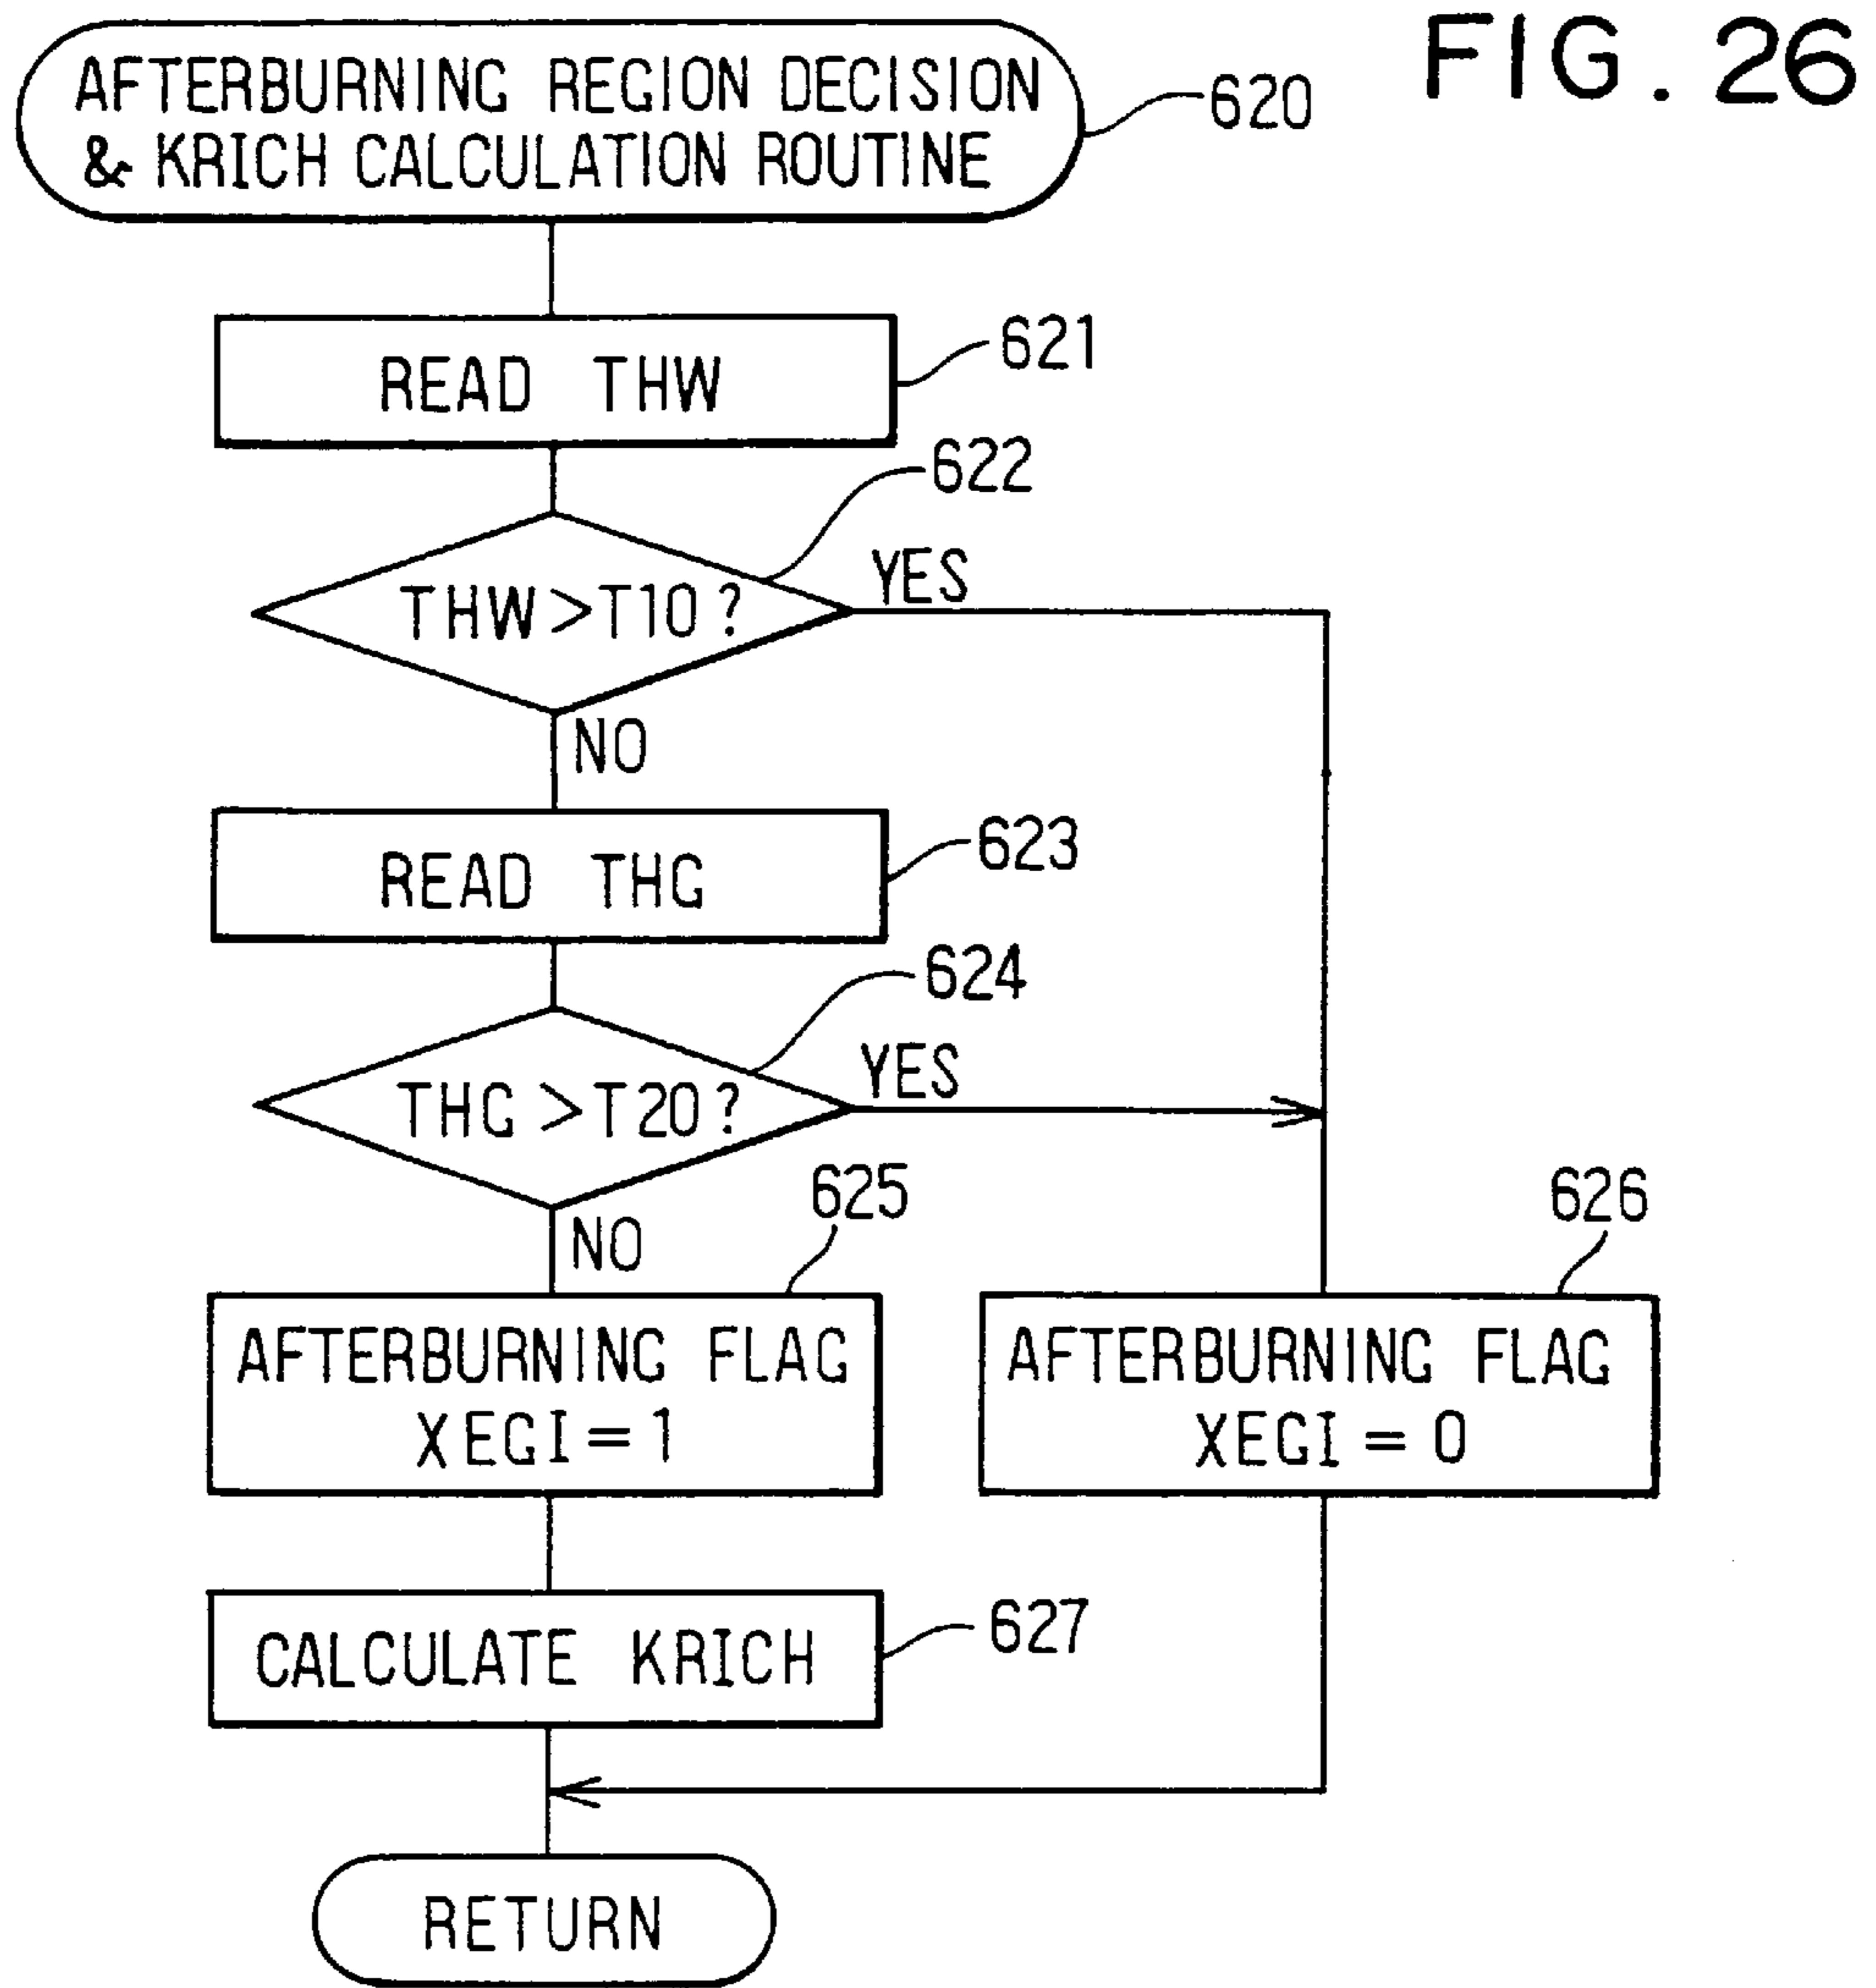 FIG. 26
AFTERBURNING REGION DECISION
& KRICH CALCULATION ROUTINE
620
READ THW
621
622
THW>T10?
YES
NO
READ THG
623
624
THG>T20?
YES
NO
625
626
AFTERBURNING FLAG
XEGI=1
AFTERBURNING FLAG
XEGI=0
CALCULATE KRICH
627
RETURN